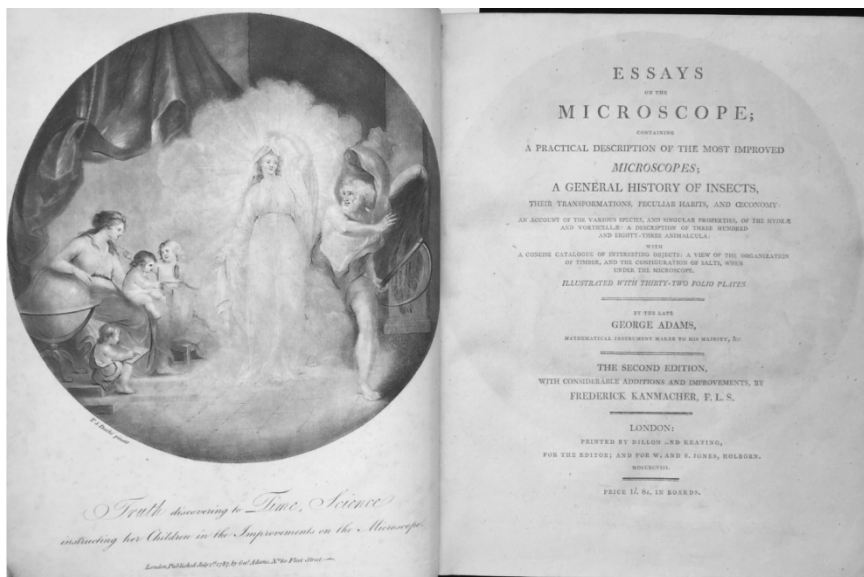 T. S. Duché pinxit
Truth discovering to Time, Science
instructing her Children in the Improvements on the Microscope.
London, Published July 1st 1787, by Geo. Adams, No. 60 Fleet Street.
ESSAYS
ON THE
MICROSCOPE;
CONTAINING
A PRACTICAL DESCRIPTION OF THE MOST IMPROVED
MICROSCOPES;
A GENERAL HISTORY OF INSECTS,
THEIR TRANSFORMATIONS, PECULIAR HABITS, AND ŒCONOMY:
AN ACCOUNT OF THE VARIOUS SPECIES, AND SINGULAR PROPERTIES, OF THE HYDRÆ
AND VORTICELLÆ: A DESCRIPTION OF THREE HUNDRED
AND EIGHTY-THREE ANIMALCULA:
WITH
A CONCISE CATALOGUE OF INTERESTING OBJECTS: A VIEW OF THE ORGANIZATION
OF TIMBER, AND THE CONFIGURATION OF SALTS, WHEN
UNDER THE MICROSCOPE.
ILLUSTRATED WITH THIRTY-TWO FOLIO PLATES.
BY THE LATE
GEORGE ADAMS,
MATHEMATICAL INSTRUMENT MAKER TO HIS MAJESTY, &c.
THE SECOND EDITION,
WITH CONSIDERABLE ADDITIONS AND IMPROVEMENTS, BY
FREDERICK KANMACHER, F. L. S.
LONDON:
PRINTED BY DILLON AND KEATING,
FOR THE EDITOR; AND FOR W. AND S. JONES, HOLBORN.
MDCCXCVIII.
PRICE 1l. 8s. IN BOARDS.